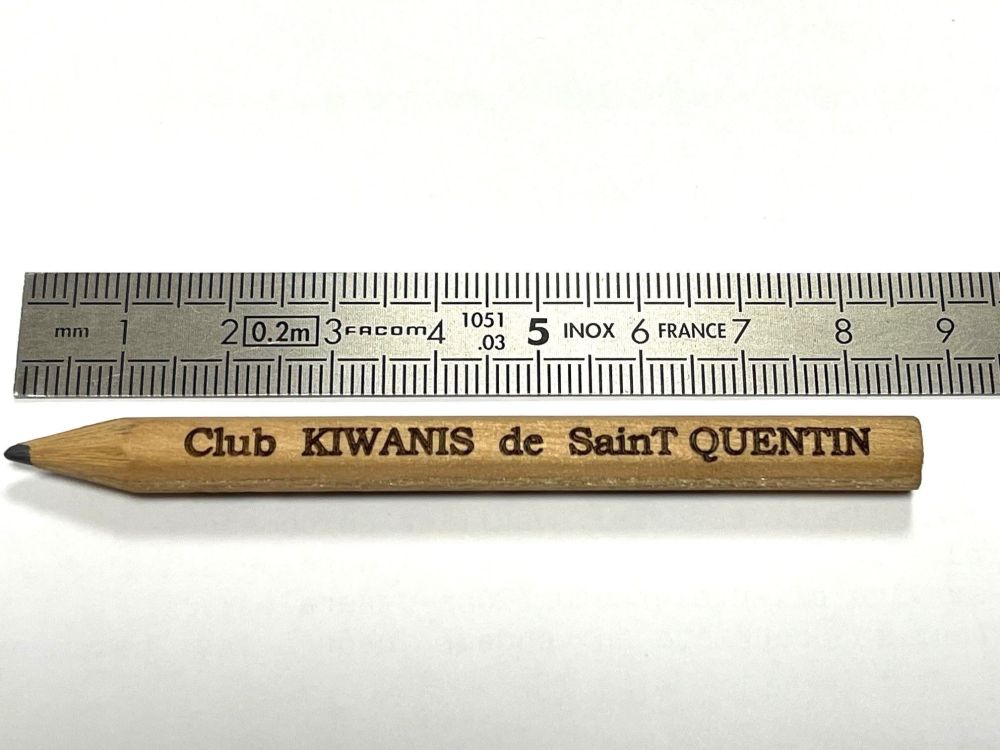 mm 1 2 0.2m 3 FACOM 4 1051 .03 5 INOX 6 FRANCE 7 8 9
Club KIWANIS de SainT QUENTIN